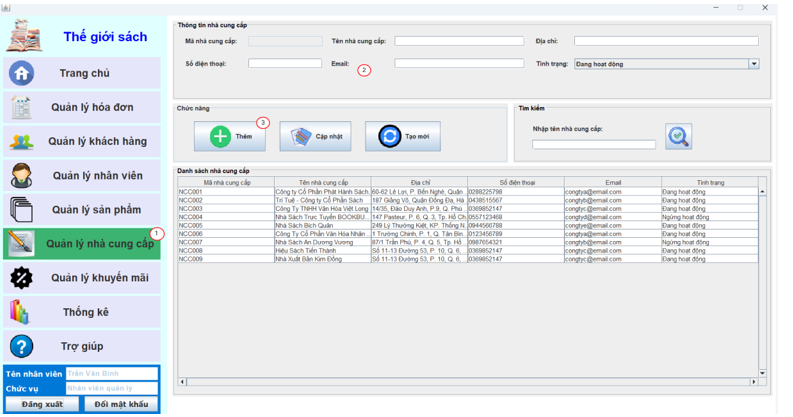 Thế giới sách
Trang chủ
Quản lý hóa đơn
Quản lý khách hàng
Quản lý nhân viên
Quản lý sản phẩm
Quản lý nhà cung cấp
1
Quản lý khuyến mãi
Thống kê
Trợ giúp
Tên nhân viên Trần Văn Bình
Chức vụ Nhân viên quản lý
Đăng xuất Đổi mật khẩu
Thông tin nhà cung cấp
Mã nhà cung cấp: Tên nhà cung cấp: Địa chỉ:
Số điện thoại: Email: Tình trạng: Đang hoạt động
2
Chức năng
3
Thêm Cập nhật Tạo mới
Tìm kiếm
Nhập tên nhà cung cấp:
Danh sách nhà cung cấp
Mã nhà cung cấp Tên nhà cung cấp Địa chỉ Số điện thoại Email Tình trạng
NCC001 Công ty Cổ Phần Phát Hành Sách... 60-62 Lê Lợi, P. Bến Nghé, Quận... 0288225798 congtya@email.com Đang hoạt động
NCC002 Trí Tuệ - Công ty cổ Phần Sách... 187 Giảng Võ, Quận Đống Đa, Hà... 0438515567 congtyb@email.com Đang hoạt động
NCC003 Công Ty TNHH Văn Hóa Việt Long 14/35, Đào Duy Anh, P.9, Q. Phú... 0369852147 congtyc@email.com Đang hoạt động
NCC004 Nhà Sách Trực Tuyến BOOKBU... 147 Pasteur, P. 6, Q. 3, Tp. Hồ Ch... 0557123468 congtyd@email.com Ngừng hoạt động
NCC005 Nhà Sách Bích Quân 249 Lý Thường Kiệt, KP. Thống N... 0944566788 congtye@email.com Đang hoạt động
NCC006 Công Ty Cổ Phần Văn Hóa Nhân... 1 Trường Chinh, P. 1, Q. Tân Bìn... 0123456789 congtyc@email.com Đang hoạt động
NCC007 Nhà Sách An Dương Vương 87/1 Trần Phú, P. 4, Q. 5, Tp. Hồ... 0987654321 congtyb@email.com Ngừng hoạt động
NCC008 Hiệu Sách Tiến Thành Số 11-13 Đường 53, P. 10, Q. 6,... 0369852147 congtyc@email.com Đang hoạt động
NCC009 Nhà Xuất Bản Kim Đồng Số 11-13 Đường 53, P. 10, Q. 6,... 0369852147 congtyc@email.com Đang hoạt động